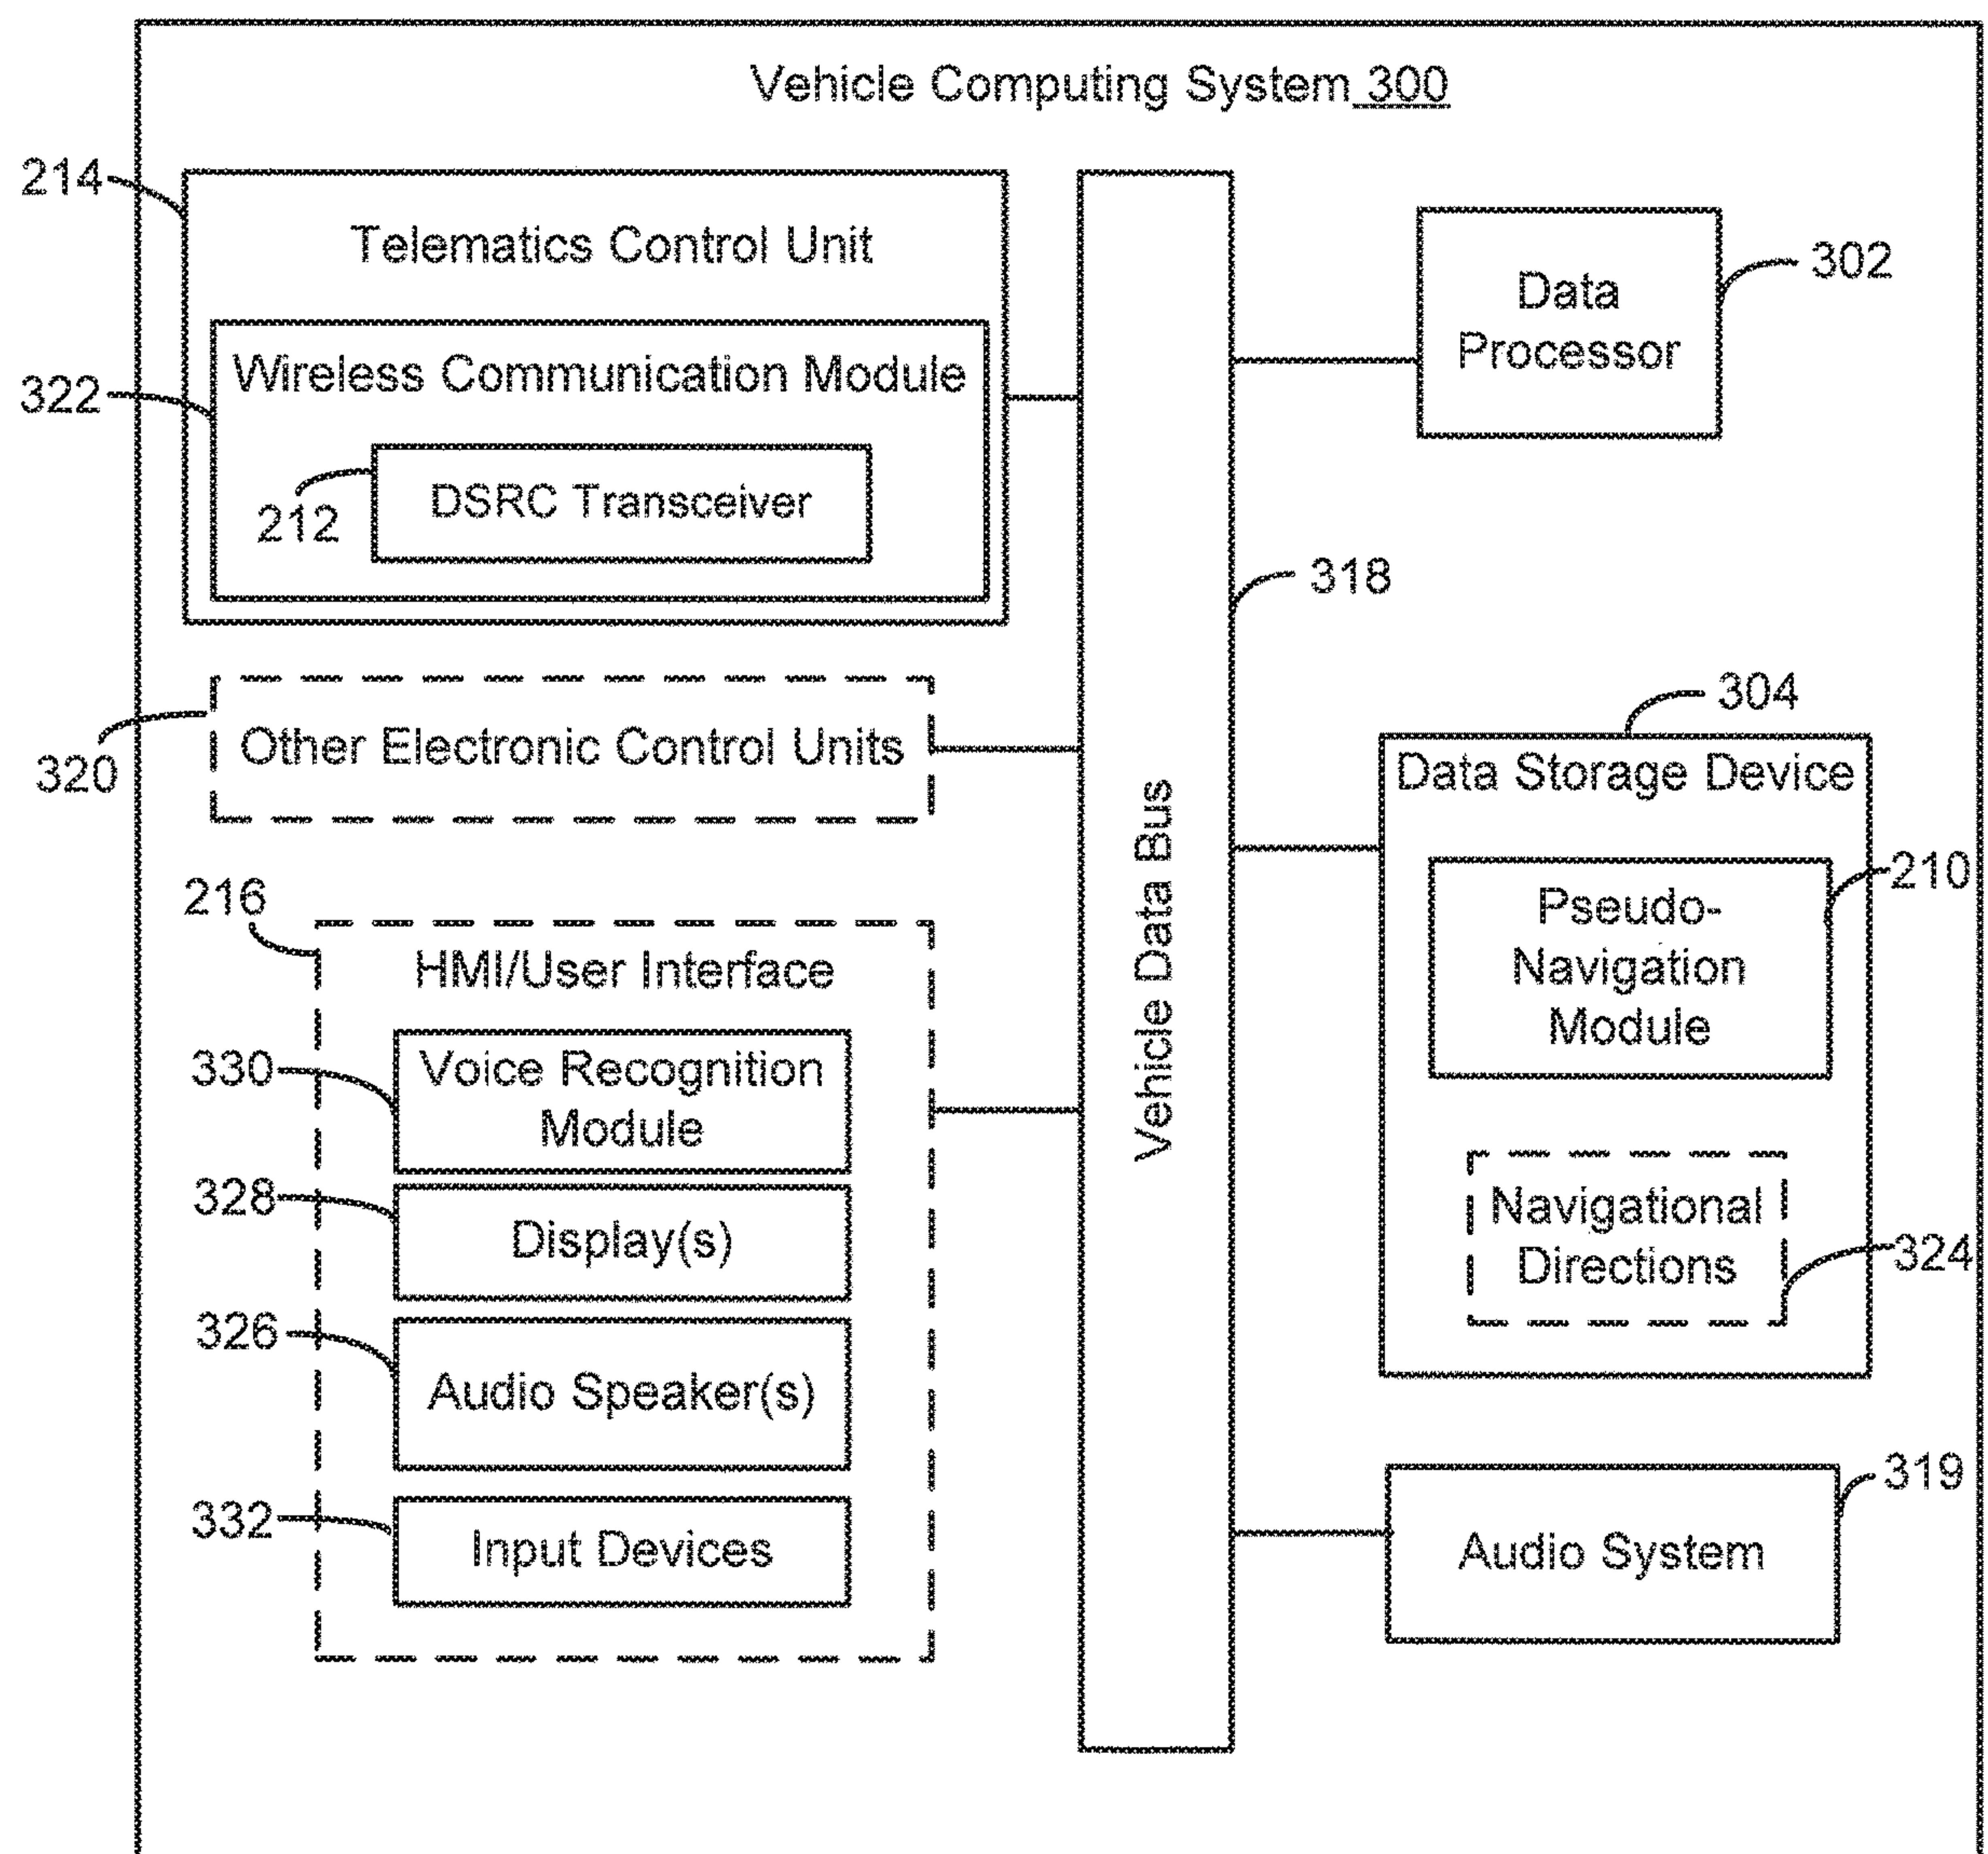 Vehicle Computing System 300
214
Telematics Control Unit
322
Wireless Communication Module
212
DSRC Transceiver
320
Other Electronic Control Units
216
HMI/User Interface
330
Voice Recognition
Module
328
Display(s)
326
Audio Speaker(s)
332
Input Devices
Vehicle Data Bus
318
Data
Processor
302
304
Data Storage Device
Pseudo-
Navigation
Module
210
Navigational
Directions
324
Audio System
319